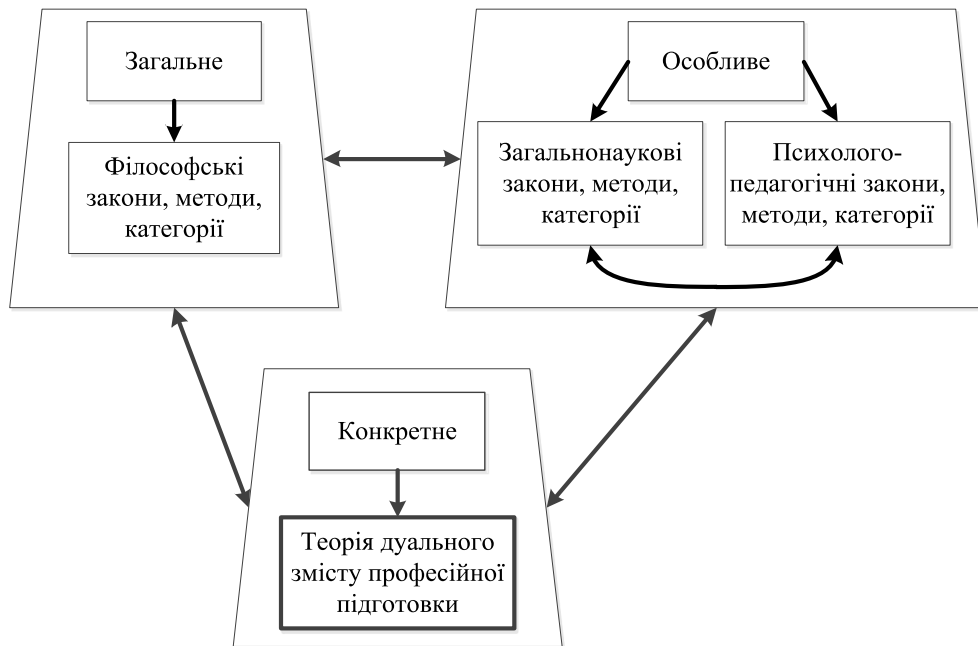 Загальне
Філософські
закони, методи,
категорії
Особливе
Загальнонаукові
закони, методи,
категорії
Психолого-
педагогічні закони,
методи, категорії
Конкретне
Теорія дуального
змісту професійної
підготовки